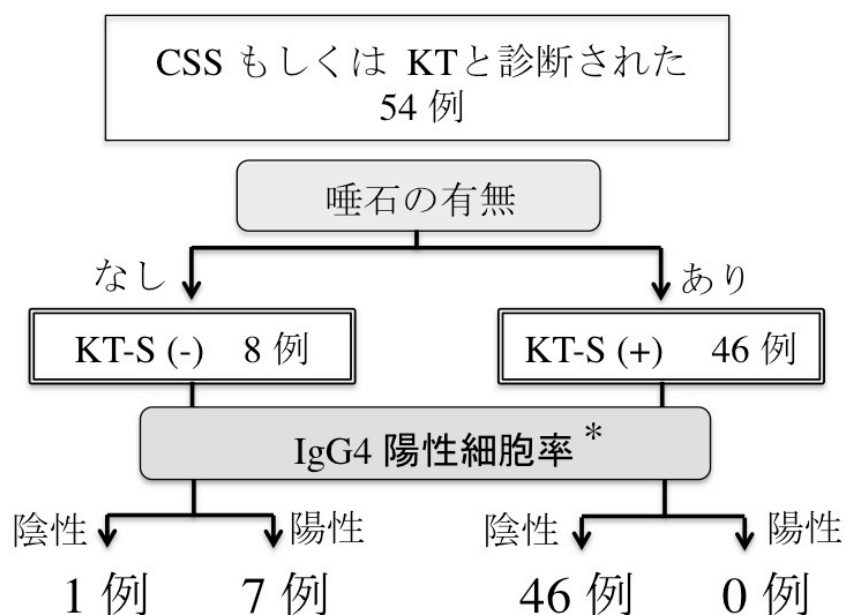 CSS もしくは KTと診断された
54 例
唾石の有無
なし
あり
KT-S (-) 8 例
KT-S (+) 46 例
IgG4 陽性細胞率 *
陰性
陽性
陰性
陽性
1 例
7 例
46 例
0 例